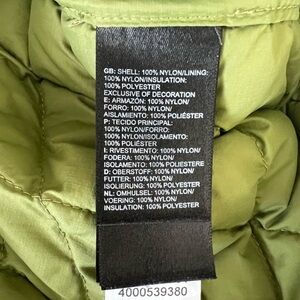 GB: SHELL: 100% NYLON/LINING:
100% NYLON/INSULATION:
100% POLYESTER
EXCLUSIVE OF DECORATION
E: ARMAZÓN: 100% NYLON/
FORRO: 100% NYLON/
AISLAMIENTO: 100% POLIÉSTER
P: TECIDO PRINCIPAL:
100% NYLON/FORRO:
100% NYLON/ISOLAMENTO:
100% POLIÉSTER
I: RIVESTIMENTO: 100% NYLON/
FODERA: 100% NYLON/
ISOLAMENTO: 100% POLIESTERE
D: OBERSTOFF: 100% NYLON/
FUTTER: 100% NYLON/
ISOLIERUNG: 100% POLYESTER
NL: OMHULSEL: 100% NYLON/
VOERING: 100% NYLON/
INSULATION: 100% POLYESTER
4000539380